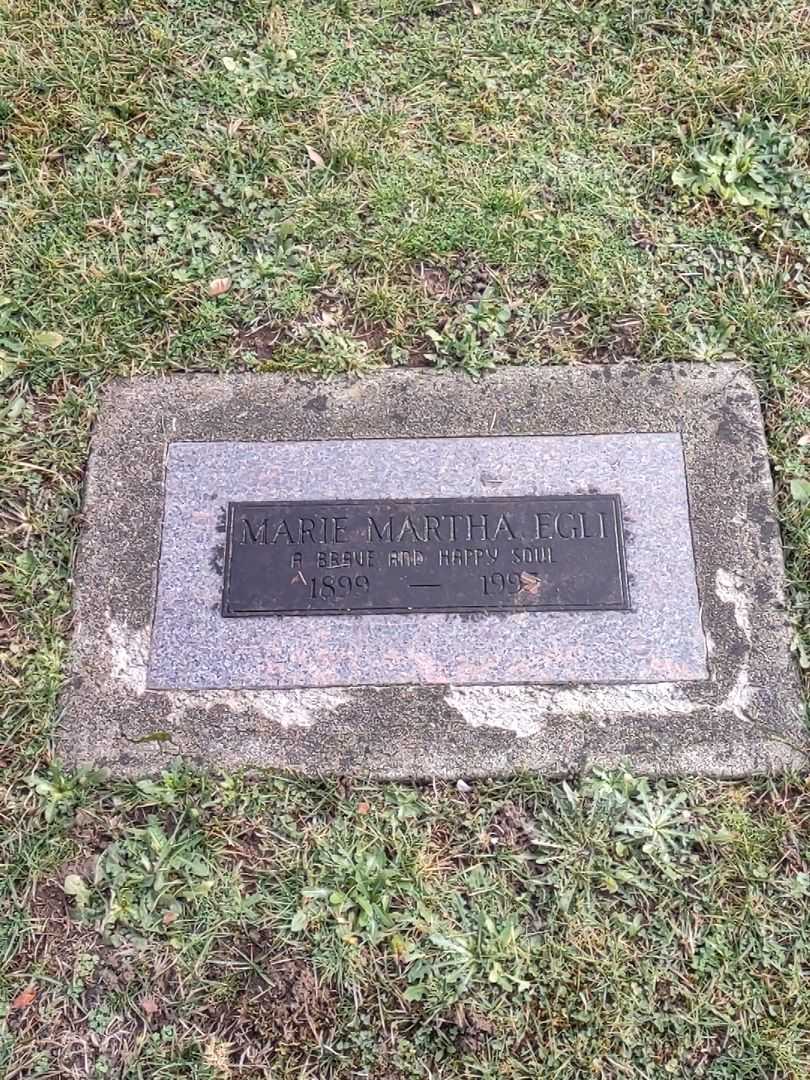 MARIE MARTHA EGLI
A BRAVE AND HAPPY SOUL
1899 —